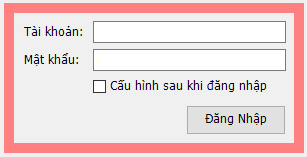 Tài khoản:
Mật khẩu:
Cấu hình sau khi đăng nhập
Đăng Nhập